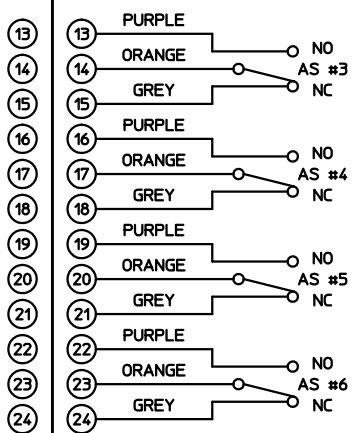 PURPLE
13 13 NO
ORANGE
14 14 AS #3
GREY
15 15 NC
PURPLE
16 16 NO
ORANGE
17 17 AS #4
GREY
18 18 NC
PURPLE
19 19 NO
ORANGE
20 20 AS #5
GREY
21 21 NC
PURPLE
22 22 NO
ORANGE
23 23 AS #6
GREY
24 24 NC